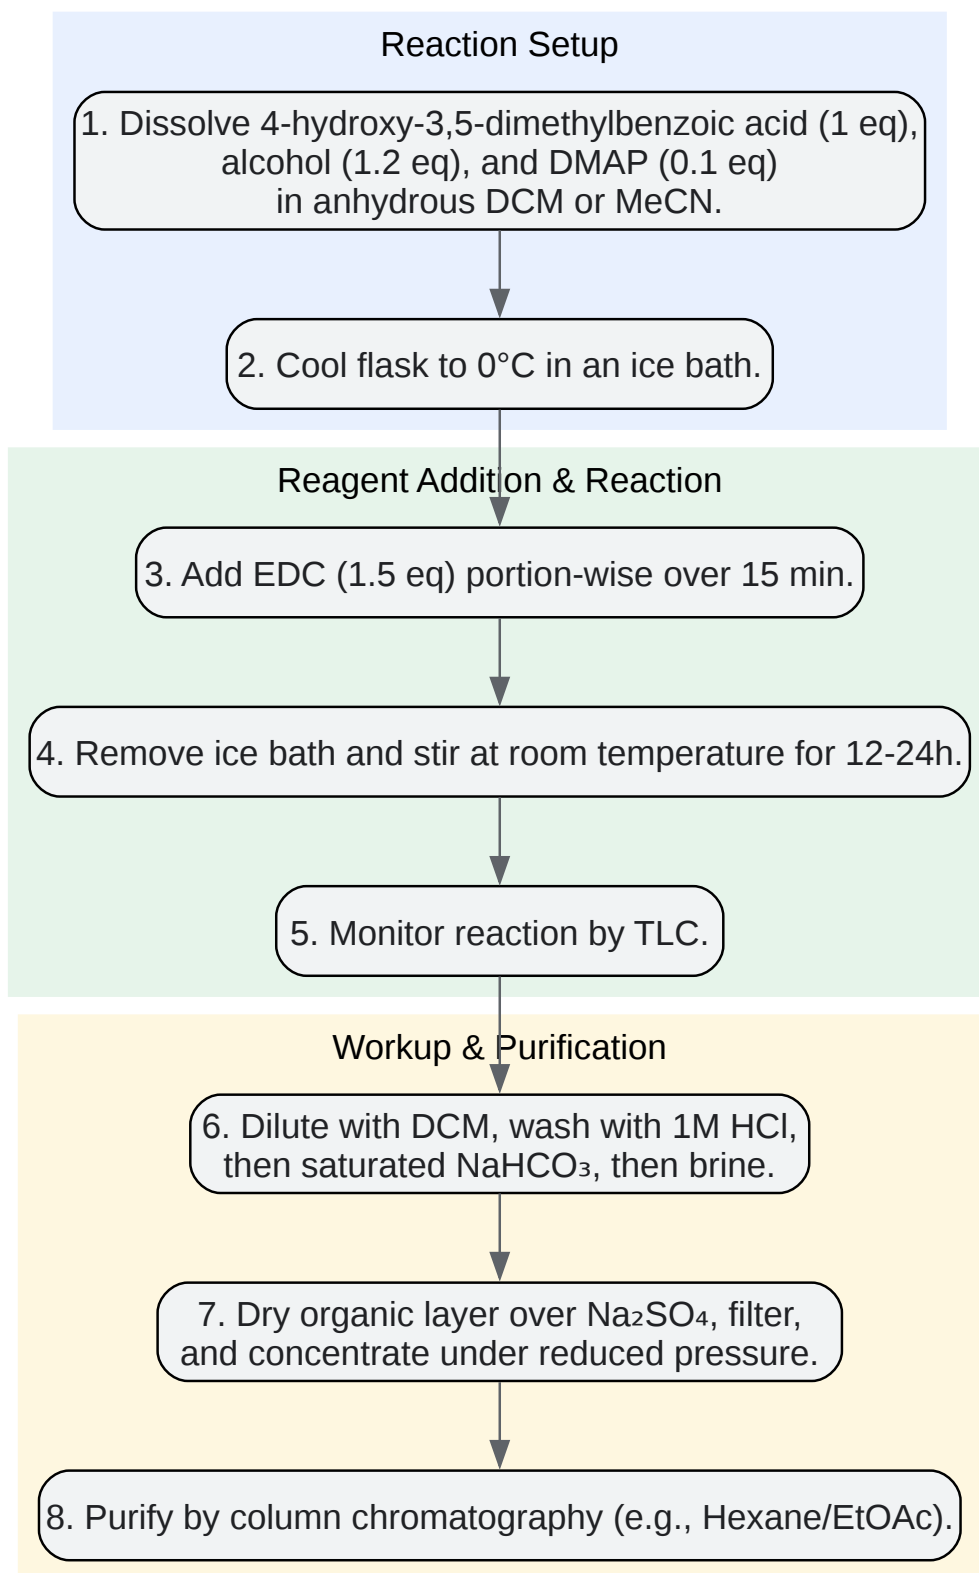 Reaction Setup
1. Dissolve 4-hydroxy-3,5-dimethylbenzoic acid (1 eq),
alcohol (1.2 eq), and DMAP (0.1 eq)
in anhydrous DCM or MeCN.
2. Cool flask to 0°C in an ice bath.
Reagent Addition & Reaction
3. Add EDC (1.5 eq) portion-wise over 15 min.
4. Remove ice bath and stir at room temperature for 12-24h.
5. Monitor reaction by TLC.
Workup & Purification
6. Dilute with DCM, wash with 1M HCl,
then saturated NaHCO₃, then brine.
7. Dry organic layer over Na₂SO₄, filter,
and concentrate under reduced pressure.
8. Purify by column chromatography (e.g., Hexane/EtOAc).